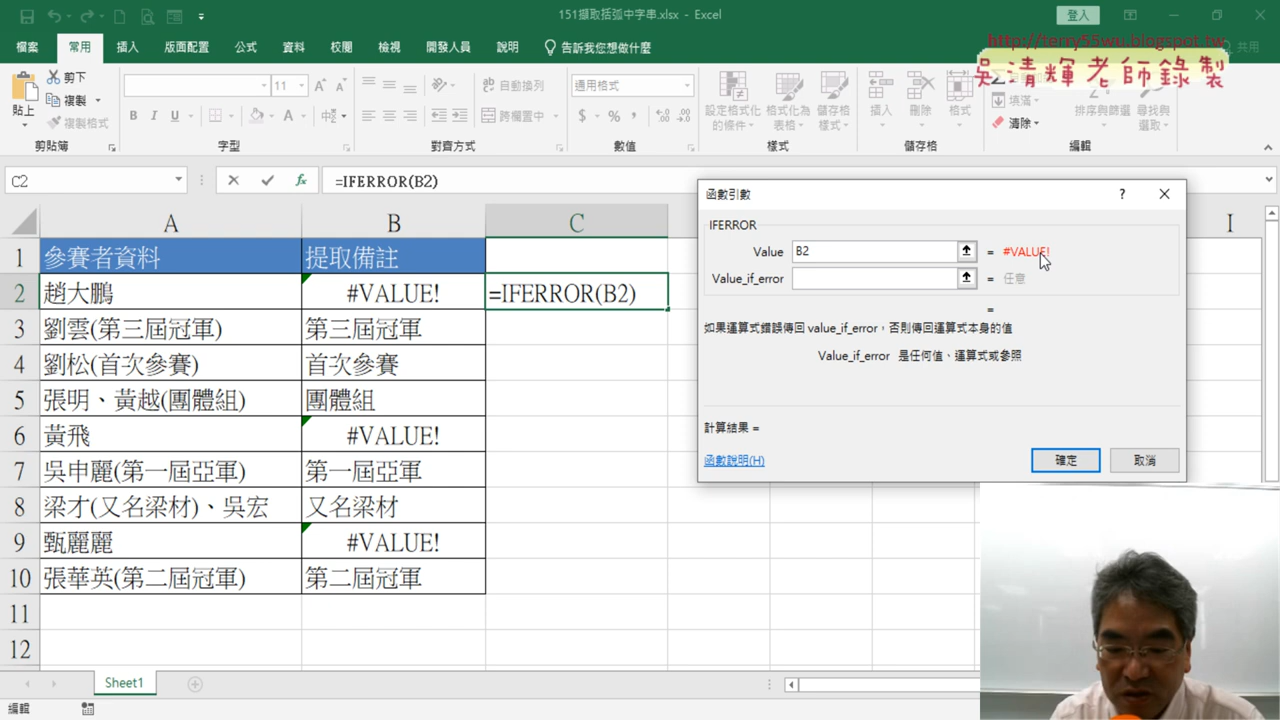 151擷取括弧中字串.xlsx - Excel
登入
檔案 常用 插入 版面配置 公式 資料 校閱 檢視 開發人員 說明 告訴我您想做什麼 共用
http://terry55wu.blogspot.tw
吳清輝老師錄製
貼上 剪下 複製 複製格式 剪貼簿
11 A A B I U A 中 字型
自動換列 跨欄置中 對齊方式
通用格式 $ % , 數值
設定格式化的條件 格式化為表格 儲存格樣式 樣式
插入 刪除 格式 儲存格
填滿 清除 排序與篩選 尋找與選取 編輯
C2 fx =IFERROR(B2)
A B C I
1 參賽者資料 提取備註
2 趙大鵬 #VALUE! =IFERROR(B2)
3 劉雲(第三屆冠軍) 第三屆冠軍
4 劉松(首次參賽) 首次參賽
5 張明、黃越(團體組) 團體組
6 黃飛 #VALUE!
7 吳申麗(第一屆亞軍) 第一屆亞軍
8 梁才(又名梁材)、吳宏 又名梁材
9 甄麗麗 #VALUE!
10 張華英(第二屆冠軍) 第二屆冠軍
11
12
函數引數 ? ×
IFERROR
Value B2 = #VALUE!
Value_if_error = 任意
=
如果運算式錯誤傳回 value_if_error，否則傳回運算式本身的值
Value_if_error 是任何值、運算式或參照
計算結果 =
函數說明(H) 確定 取消
Sheet1
編輯